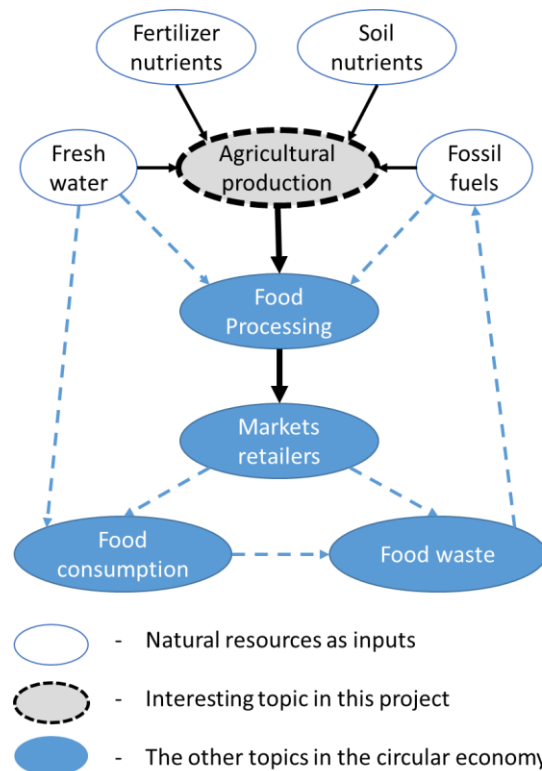 Fertilizer
nutrients
Soil
nutrients
Fresh
water
Agricultural
production
Fossil
fuels
Food
Processing
Markets
retailers
Food
consumption
Food waste
- Natural resources as inputs
- Interesting topic in this project
- The other topics in the circular economy